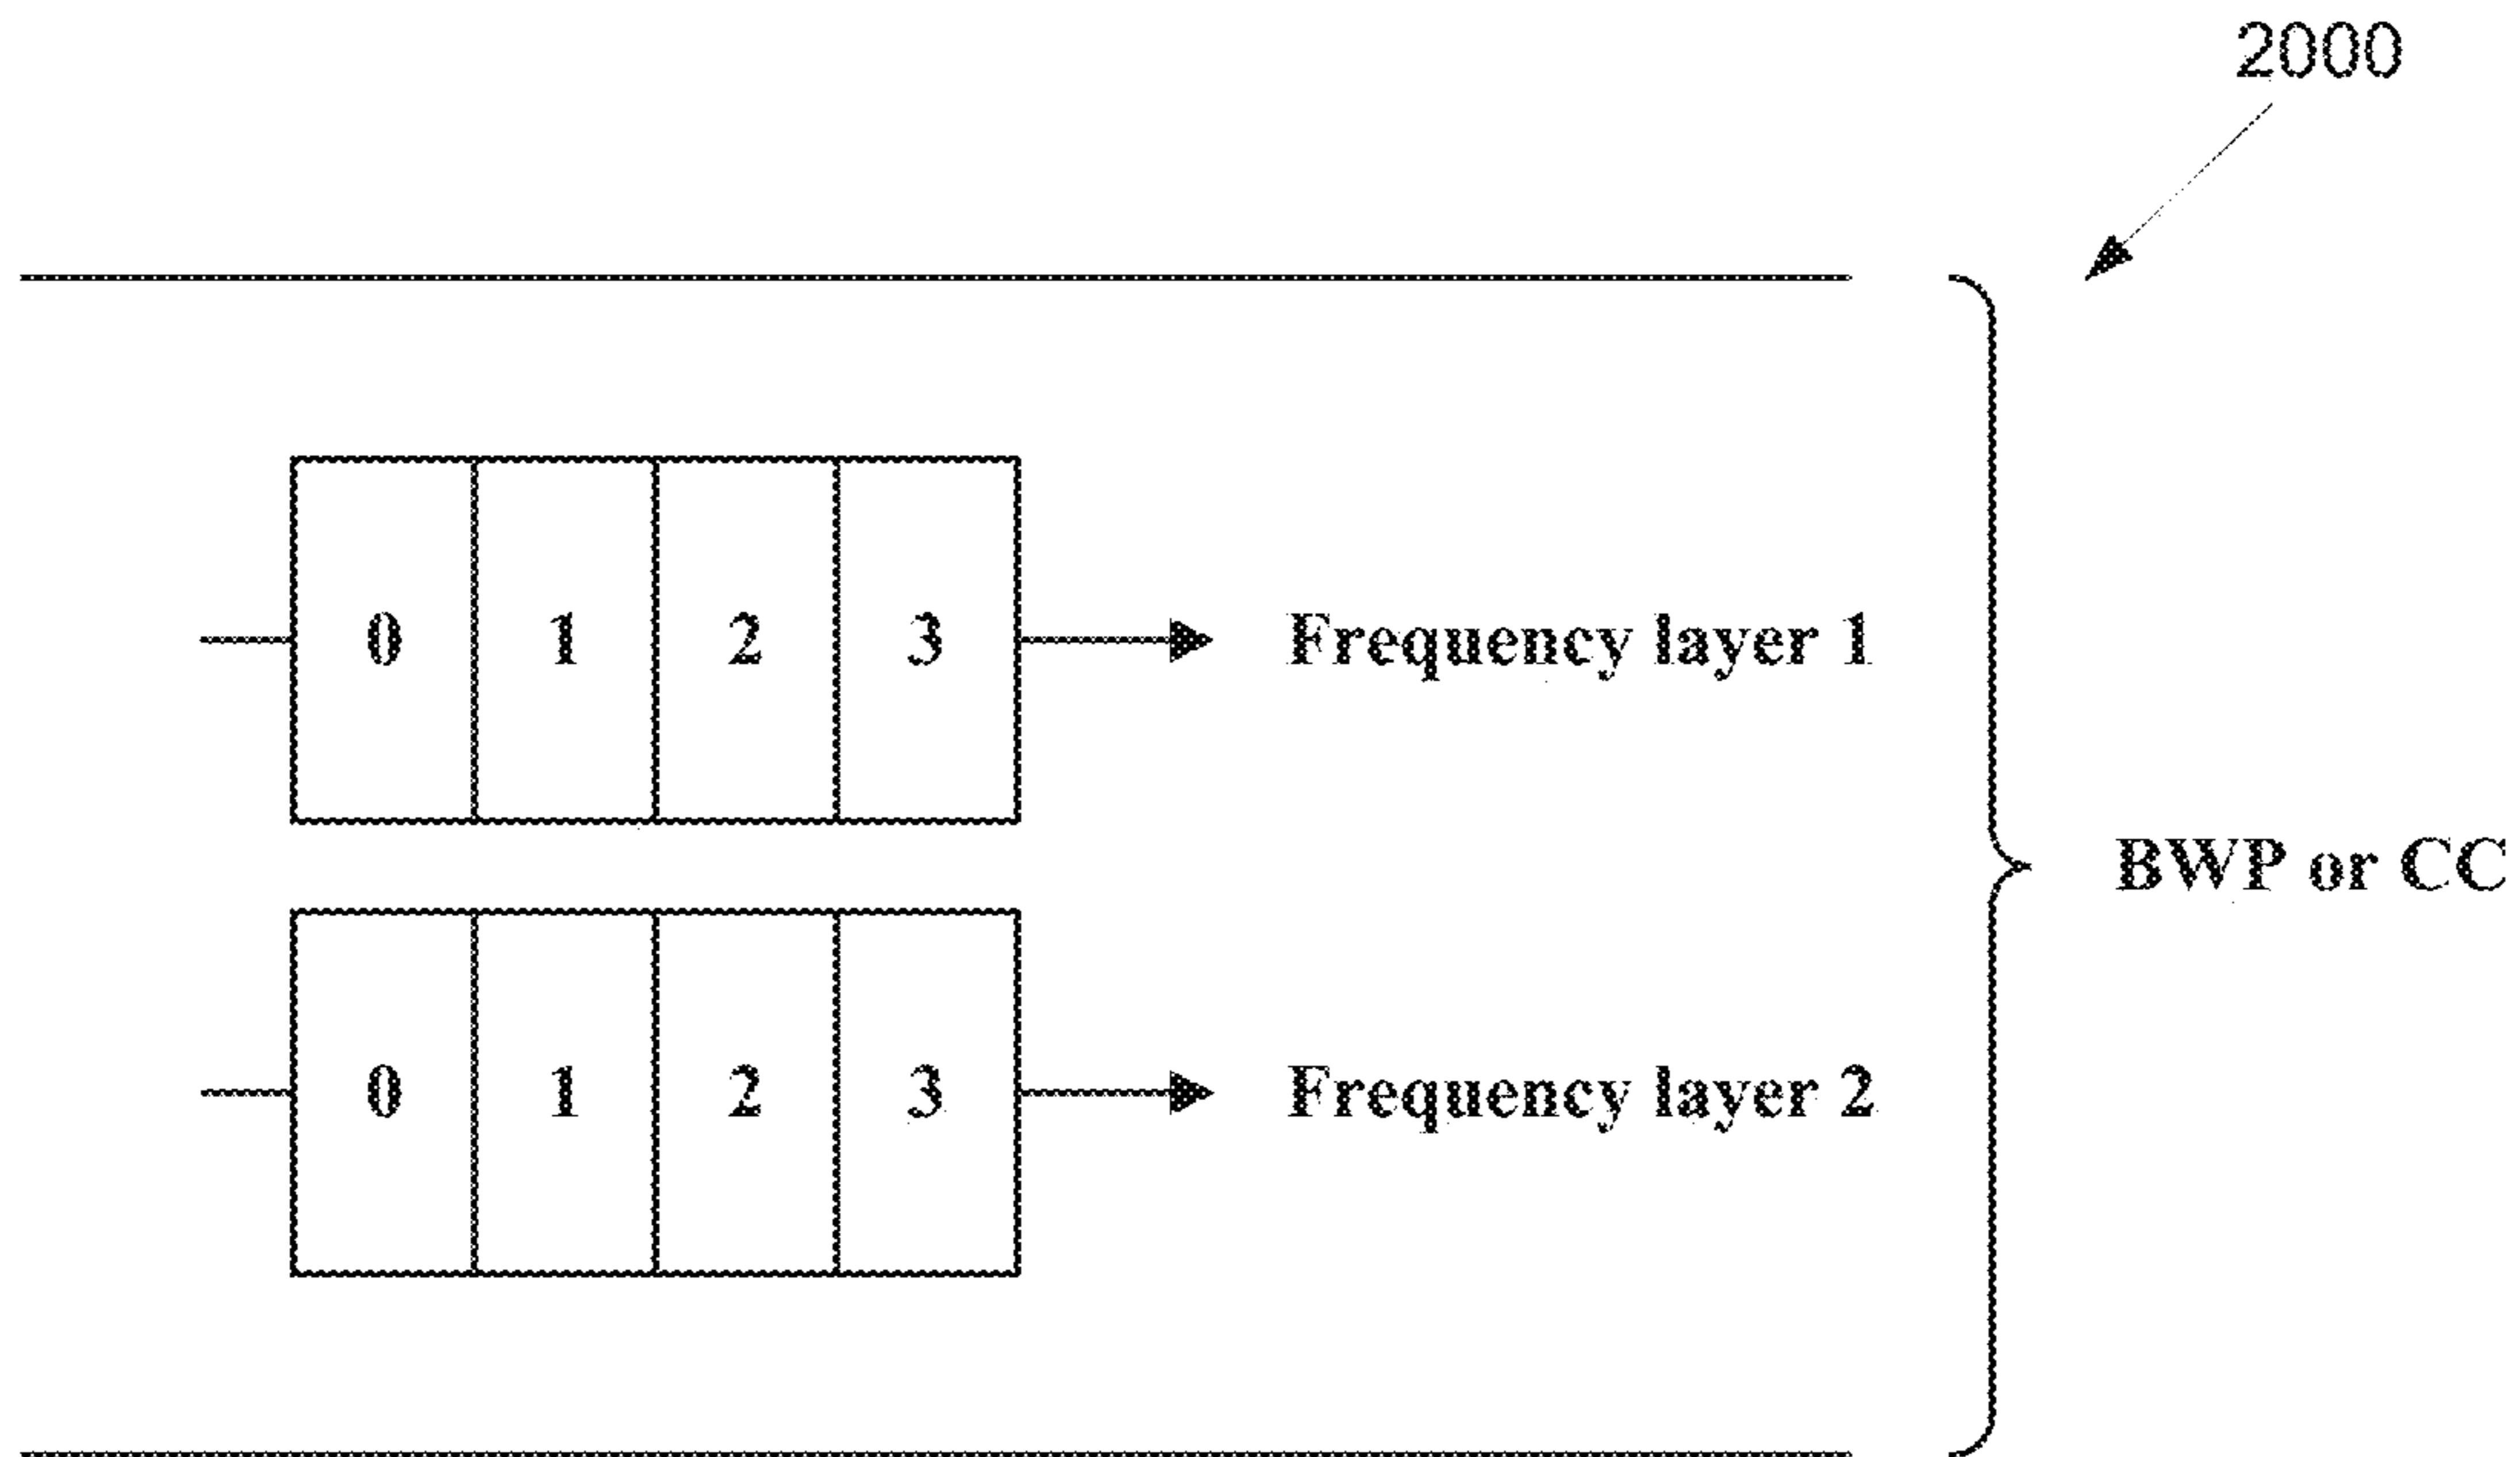 2000
0 1 2 3 Frequency layer 1
BWP or CC
0 1 2 3 Frequency layer 2